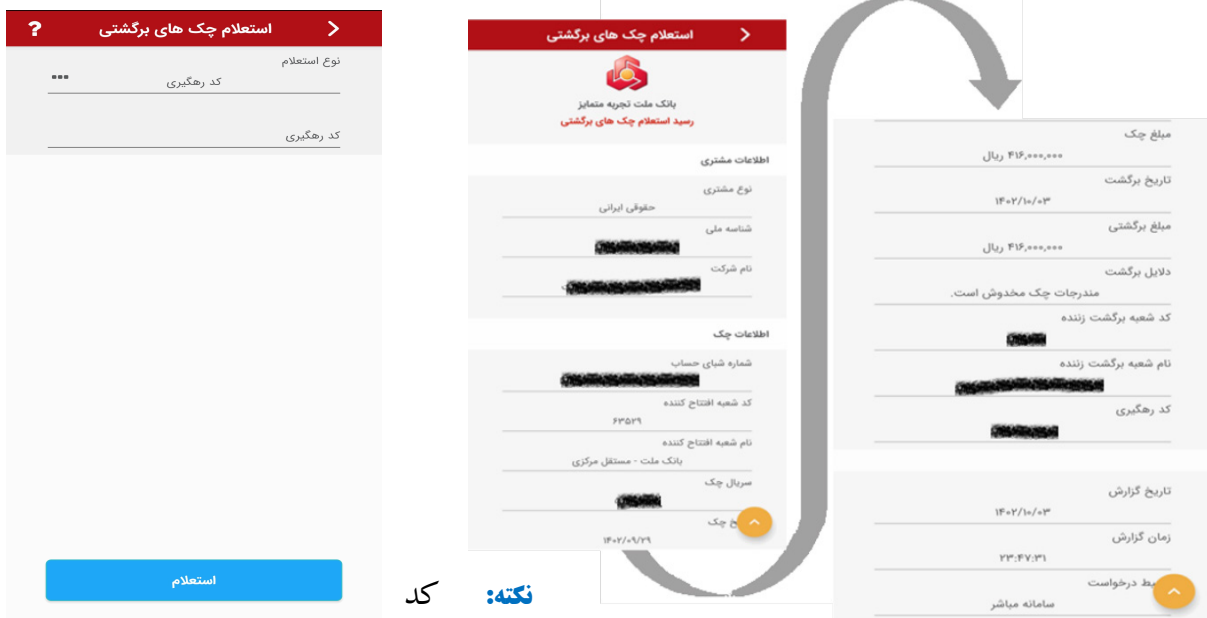 استعلام چک های برگشتی ?
نوع استعلام
کد رهگیری
کد رهگیری
استعلام
استعلام چک های برگشتی
بانک ملت تجربه متمایز
رسید استعلام چک های برگشتی
اطلاعات مشتری
نوع مشتری
حقوقی ایرانی
شناسه ملی
نام شرکت
اطلاعات چک
شماره شبای حساب
کد شعبه افتتاح کننده
۶۳۵۲۹
نام شعبه افتتاح کننده
بانک ملت - مستقل مرکزی
سریال چک
چک
۱۴۰۲/۰۹/۲۹
مبلغ چک
۴۱۶,۰۰۰,۰۰۰ ریال
تاریخ برگشت
۱۴۰۲/۱۰/۰۳
مبلغ برگشتی
۴۱۶,۰۰۰,۰۰۰ ریال
دلایل برگشت
مندرجات چک مخدوش است.
کد شعبه برگشت زننده
نام شعبه برگشت زننده
کد رهگیری
تاریخ گزارش
۱۴۰۲/۱۰/۰۳
زمان گزارش
۲۳:۴۷:۳۱
درخواست
سامانه مباشر
نکته: کد